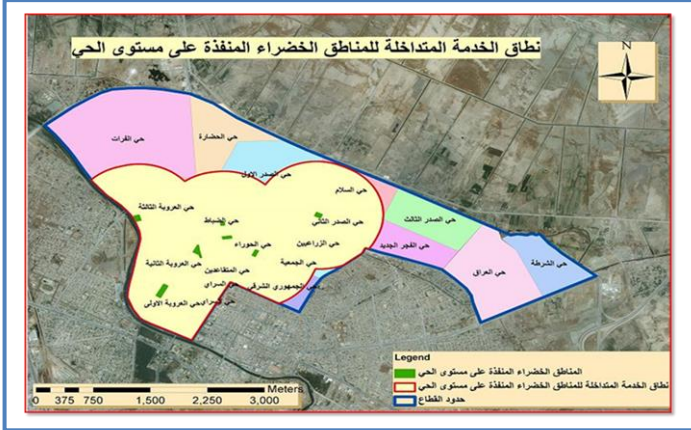 نطاق الخدمة المتداخلة للمناطق الخضراء المنفذة على مستوى الحي
N
حي الفرات
حي الحضارة
حي الصدر الاول
حي السلام
حي العروبة الثالثة
حي الضباط
حي الصدر الثاني
حي الصدر الثالث
حي الزراعيين
حي الحوراء
حي الفجر الجديد
حي الجمعية
حي العروبة الثانية
حي المتقاعدين
حي العراق
حي الشرطة
حي السراي
حي الجمهوري الشرقي
حي العروبة الاولى
حي السراي
Legend
المناطق الخضراء المنفذة على مستوى الحي
نطاق الخدمة المتداخلة للمناطق الخضراء المنفذة على مستوى الحي
حدود القطاع
Meters
0 375 750 1,500 2,250 3,000